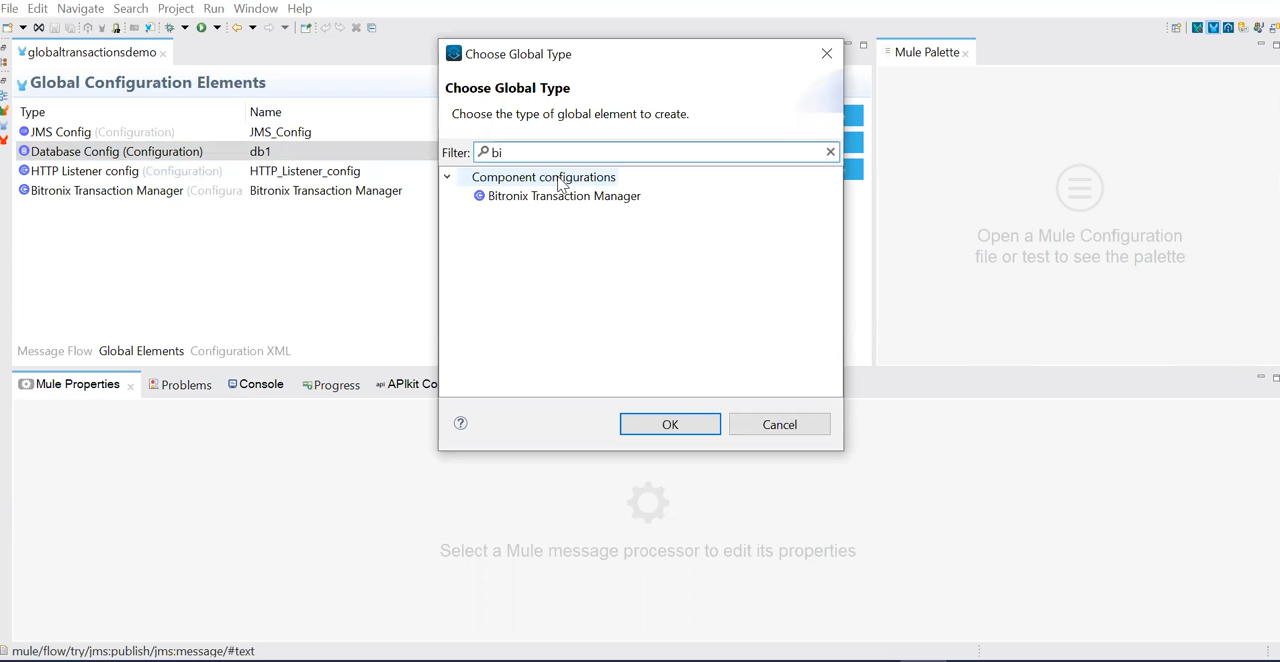 File Edit Navigate Search Project Run Window Help
globaltransactionsdemo
Global Configuration Elements
Type Name
JMS Config (Configuration) JMS_Config
Database Config (Configuration) db1
HTTP Listener config (Configuration) HTTP_Listener_config
Bitronix Transaction Manager (Configura Bitronix Transaction Manager
Message Flow Global Elements Configuration XML
Choose Global Type
Choose Global Type
Choose the type of global element to create.
Filter: bi
Component configurations
Bitronix Transaction Manager
OK Cancel
Mule Palette
Open a Mule Configuration
file or test to see the palette
Mule Properties Problems Console Progress api APIkit Co
Select a Mule message processor to edit its properties
mule/flow/try/jms:publish/jms:message/#text